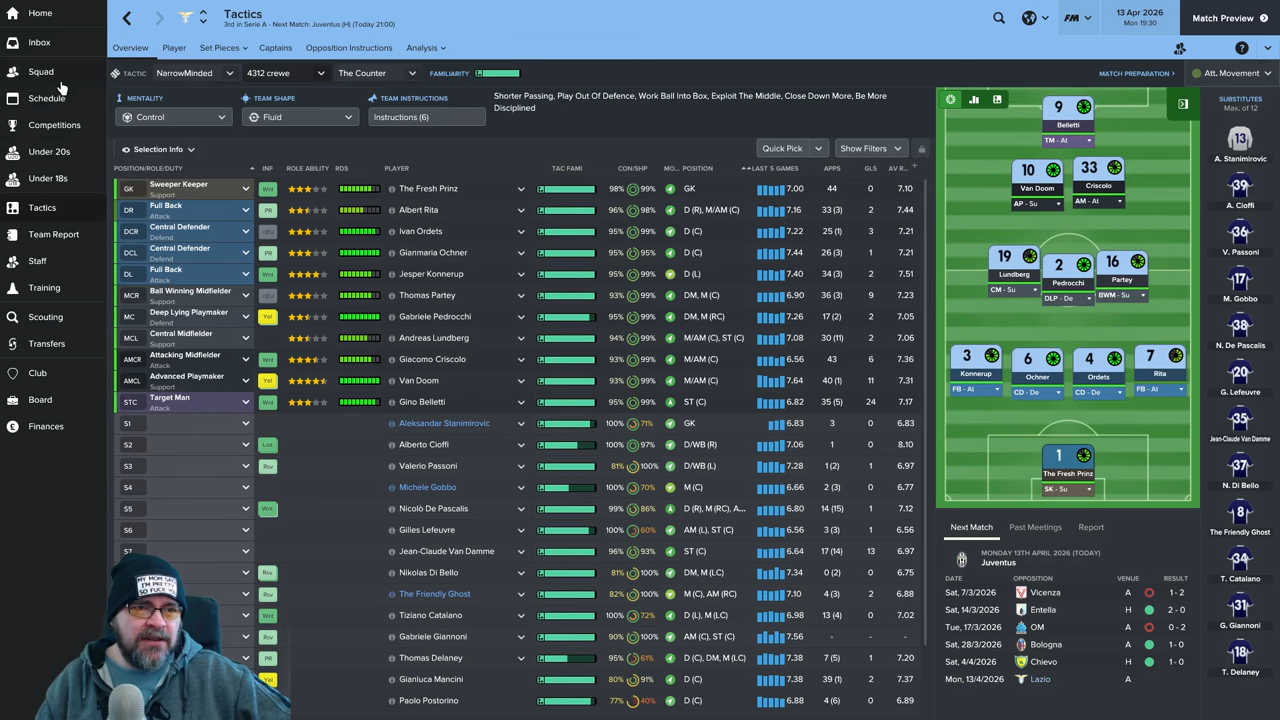 Home
Inbox
Squad
Schedule
Competitions
Under 20s
Under 18s
Tactics
Team Report
Staff
Training
Scouting
Transfers
Club
Board
Finances
Tactics
3rd in Serie A - Next Match: Juventus (H) (Today 21:00)
FM
13 Apr 2026
Mon 19:30
Match Preview
Overview Player Set Pieces Captains Opposition Instructions Analysis
TACTIC NarrowMinded 4312 crewe The Counter FAMILIARITY MATCH PREPARATION > Att. Movement
MENTALITY TEAM SHAPE TEAM INSTRUCTIONS
Control Fluid Instructions (6)
Shorter Passing, Play Out Of Defence, Work Ball Into Box, Exploit The Middle, Close Down More, Be More
Disciplined
Selection Info Quick Pick Show Filters
POSITION/ROLE/DUTY INF ROLE ABILITY RDS PLAYER TAC FAMI CON/SHP MO... POSITION LAST 5 GAMES APPS GLS AV R...
GK Sweeper Keeper Support Wnt The Fresh Prinz 98% 99% GK 7.00 44 0 7.10
DR Full Back Attack PR Albert Rita 96% 98% D (R), M/AM (C) 7.16 33 (3) 2 7.44
DCR Central Defender Defend Ivan Ordets 95% 99% D (C) 7.22 25 (1) 3 7.21
DCL Central Defender Defend PR Gianmaria Ochner 95% 95% D (C) 7.44 26 (3) 1 7.21
DL Full Back Attack Wnt Jesper Konnerup 95% 99% D (L) 7.40 34 (3) 2 7.51
MCR Ball Winning Midfielder Support Thomas Partey 93% 99% DM, M (C) 6.90 36 (3) 9 7.23
MC Deep Lying Playmaker Defend Yel Gabriele Pedrocchi 95% 99% DM, M (RC) 7.26 17 (2) 2 7.05
MCL Central Midfielder Support Andreas Lundberg 94% 99% M/AM (C), ST (C) 7.08 30 (11) 2 7.06
AMCR Attacking Midfielder Attack Wnt Giacomo Criscolo 93% 99% M/AM (C) 6.56 43 6 7.36
AMCL Advanced Playmaker Support Yel Van Doom 93% 99% M/AM (C) 7.64 40 (1) 11 7.31
STC Target Man Attack Wnt Gino Belletti 95% 99% ST (C) 6.82 35 (5) 24 7.17
S1 Aleksandar Stanimirovic 100% 71% GK 6.83 3 0 6.83
S2 Los Alberto Cioffi 100% 97% D/WB (R) 7.06 1 0 8.10
S3 Rsv Valerio Passoni 81% 100% D/WB (L) 7.28 1 (2) 1 6.97
S4 Michele Gobbo 100% 70% M (C) 6.66 2 (3) 0 6.77
S5 Wnt Nicolò De Pascalis 99% 86% D (R), M (RC), A... 6.80 14 (15) 1 7.12
S6 Gilles Lefeuvre 100% 60% AM (L), ST (C) 6.56 3 (3) 1 6.56
S7 Jean-Claude Van Damme 96% 93% ST (C) 6.64 17 (14) 13 6.97
Rsv Nikolas Di Bello 81% 100% DM, M (LC) 7.34 0 (2) 0 6.75
Rsv The Friendly Ghost 82% 100% M (C), AM (RC) 7.10 4 (3) 2 6.88
Wnt Tiziano Catalano 100% 72% D (L), M (LC) 6.98 13 (4) 0 7.02
Rsv Gabriele Giannoni 90% 100% AM (C), ST (C) 7.56 - - -
PR Thomas Delaney 95% 61% D (C), DM, M (LC) 7.38 7 (5) 1 7.20
Yel Gianluca Mancini 80% 91% D (C) 7.38 39 (1) 2 7.37
Paolo Postorino 77% 40% D (C) 6.88 4 (6) 0 6.89
MY MOM SAYS
I'M PRETTY
SO FUCK YOU
9
Belletti
TM - At
10 33
Van Doom Criscolo
AP - Su AM - At
19 2 16
Lundberg Pedrocchi Partey
CM - Su DLP - De BWM - Su
3 6 4 7
Konnerup Ochner Ordets Rita
FB - At CD - De CD - De FB - At
1
The Fresh Prinz
SK - Su
Next Match Past Meetings Report
MONDAY 13TH APRIL 2026 (TODAY)
Juventus
DATE OPPOSITION VENUE RESULT
Sat, 7/3/2026 Vicenza A 1 - 2
Sat, 14/3/2026 Entella H 2 - 0
Tue, 17/3/2026 OM A 0 - 2
Sat, 28/3/2026 Bologna A 1 - 0
Sat, 4/4/2026 Chievo H 1 - 0
Mon, 13/4/2026 Lazio A
SUBSTITUTES
Max. of 12
13
A. Stanimirovic
39
A. Cioffi
36
V. Passoni
17
M. Gobbo
38
N. De Pascalis
20
G. Lefeuvre
35
Jean-Claude Van Damme
37
N. Di Bello
8
The Friendly Ghost
34
T. Catalano
31
G. Giannoni
18
T. Delaney